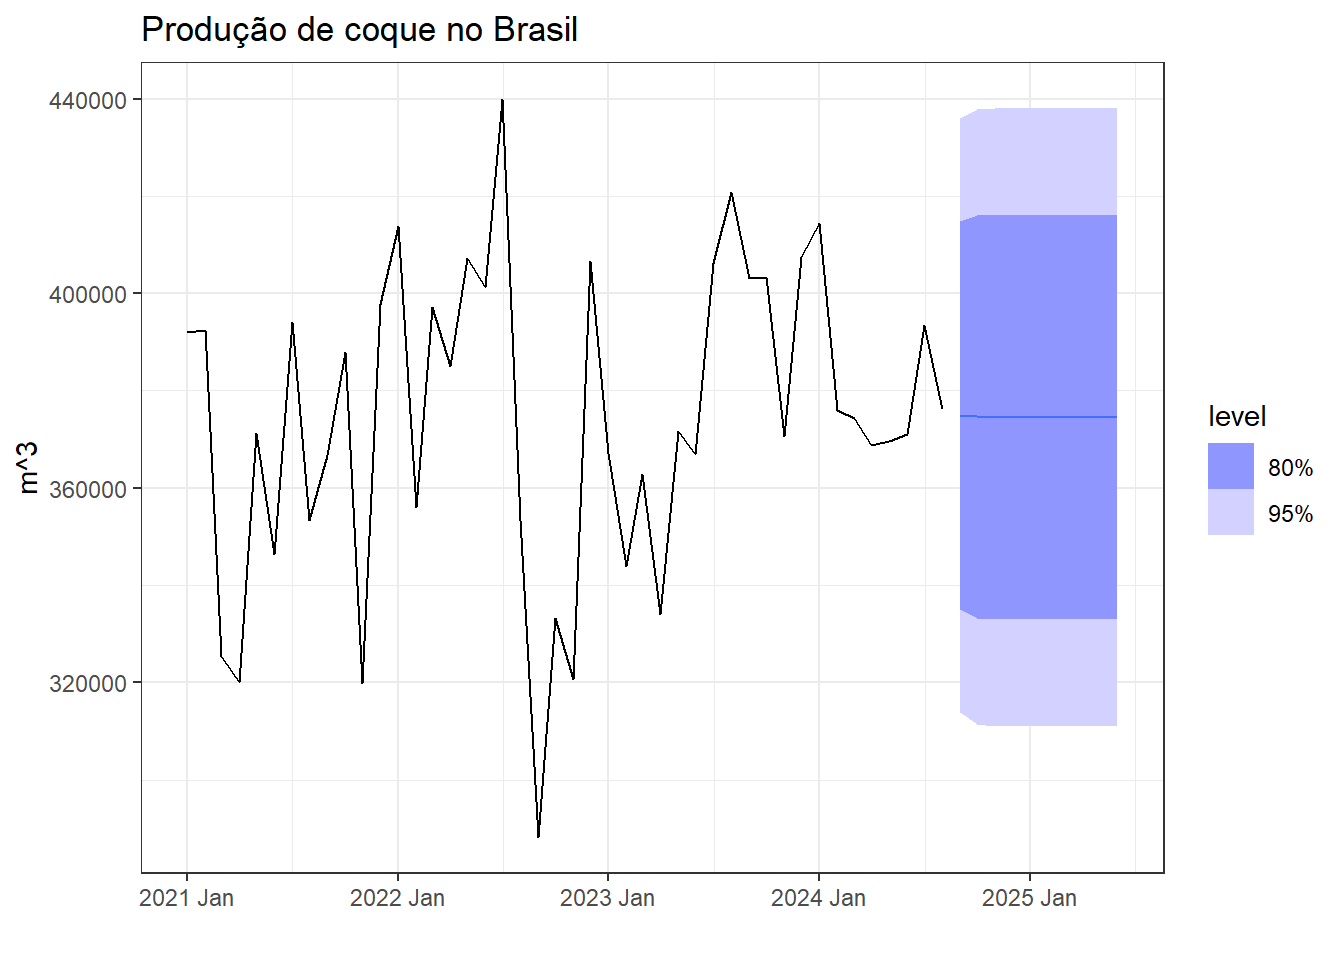 Produção de coque no Brasil
m^3
440000
400000
360000
320000
2021 Jan
2022 Jan
2023 Jan
2024 Jan
2025 Jan
level
80%
95%